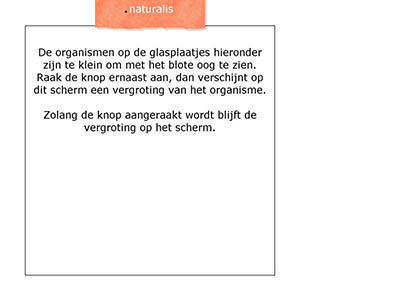 .naturalis
De organismen op de glasplaatjes hieronder
zijn te klein om met het blote oog te zien.
Raak de knop ernaast aan, dan verschijnt op
dit scherm een vergroting van het organisme.
Zolang de knop aangeraakt wordt blijft de
vergroting op het scherm.